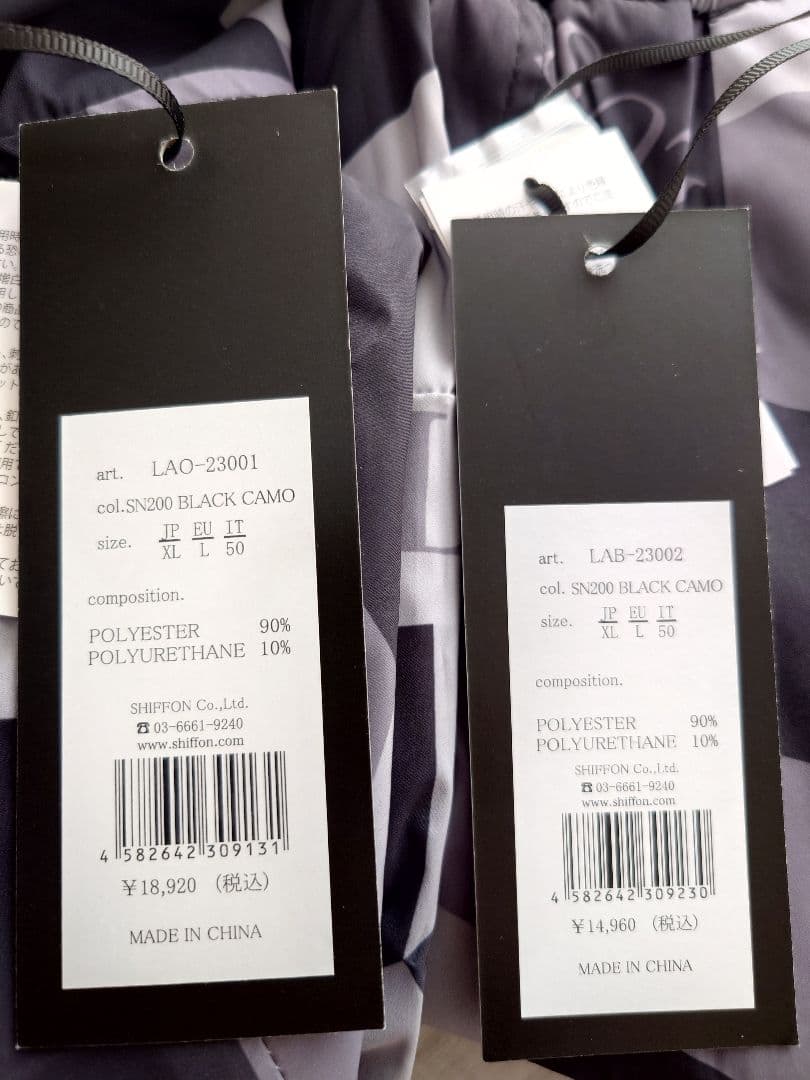 art. LAO-23001
col.SN200 BLACK CAMO
size. JP EU IT
XL L 50
composition.
POLYESTER 90%
POLYURETHANE 10%
SHIFFON Co.,Ltd.
☎03-6661-9240
www.shiffon.com
4 582642 309131
¥18,920 (税込)
MADE IN CHINA
art. LAB-23002
col. SN200 BLACK CAMO
size. JP EU IT
XL L 50
composition.
POLYESTER 90%
POLYURETHANE 10%
SHIFFON Co.,Ltd.
☎03-6661-9240
www.shiffon.com
4 582642 309230
¥14,960 (税込)
MADE IN CHINA